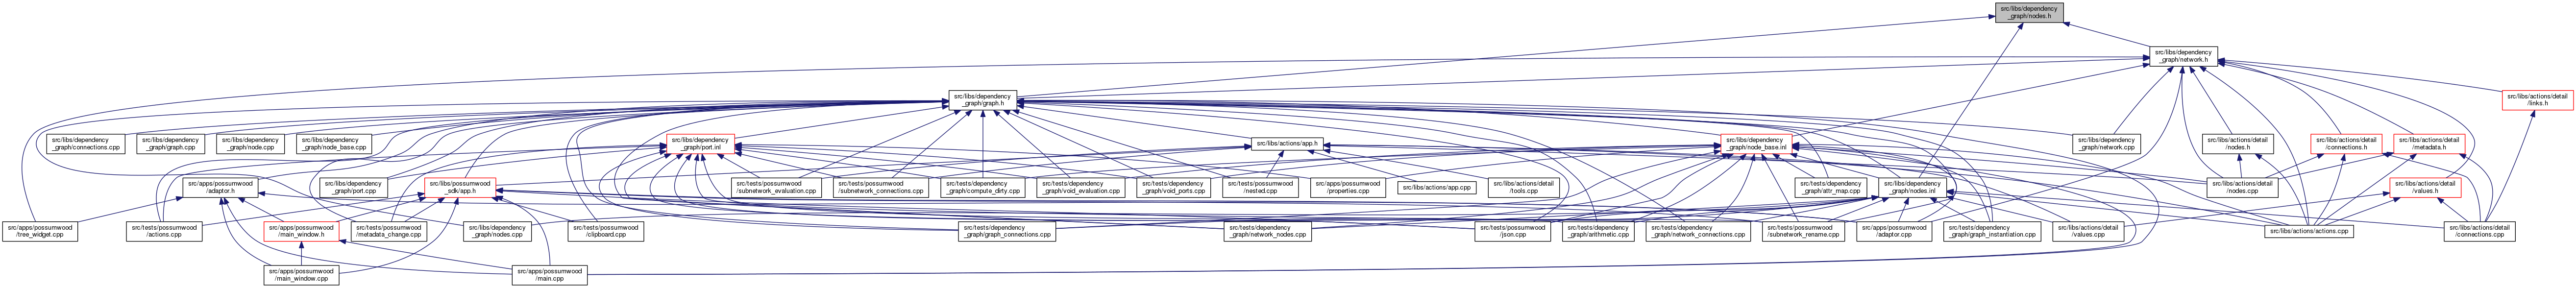 src/libs/dependency
_graph/nodes.h
src/libs/dependency
_graph/network.h
src/libs/dependency
_graph/graph.h
src/libs/actions/detail
/links.h
src/libs/dependency
_graph/connections.cpp
src/libs/dependency
_graph/graph.cpp
src/libs/dependency
_graph/node.cpp
src/libs/dependency
_graph/node_base.cpp
src/libs/dependency
_graph/port.inl
src/libs/actions/app.h
src/libs/dependency
_graph/node_base.inl
src/libs/dependency
_graph/network.cpp
src/libs/actions/detail
/nodes.h
src/libs/actions/detail
/connections.h
src/libs/actions/detail
/metadata.h
src/apps/possumwood
/adaptor.h
src/libs/dependency
_graph/port.cpp
src/libs/possumwood
_sdk/app.h
src/tests/possumwood
/subnetwork_evaluation.cpp
src/tests/possumwood
/subnetwork_connections.cpp
src/tests/dependency
_graph/compute_dirty.cpp
src/tests/dependency
_graph/void_evaluation.cpp
src/tests/dependency
_graph/void_ports.cpp
src/tests/possumwood
/nested.cpp
src/apps/possumwood
/properties.cpp
src/libs/actions/app.cpp
src/libs/actions/detail
/tools.cpp
src/tests/dependency
_graph/attr_map.cpp
src/libs/dependency
_graph/nodes.inl
src/libs/actions/detail
/nodes.cpp
src/libs/actions/detail
/values.h
src/apps/possumwood
/tree_widget.cpp
src/tests/possumwood
/actions.cpp
src/apps/possumwood
/main_window.h
src/tests/possumwood
/metadata_change.cpp
src/libs/dependency
_graph/nodes.cpp
src/tests/possumwood
/clipboard.cpp
src/tests/dependency
_graph/graph_connections.cpp
src/tests/dependency
_graph/network_nodes.cpp
src/tests/possumwood
/json.cpp
src/tests/dependency
_graph/arithmetic.cpp
src/tests/dependency
_graph/network_connections.cpp
src/tests/possumwood
/subnetwork_rename.cpp
src/apps/possumwood
/adaptor.cpp
src/tests/dependency
_graph/graph_instantiation.cpp
src/libs/actions/detail
/values.cpp
src/libs/actions/actions.cpp
src/libs/actions/detail
/connections.cpp
src/apps/possumwood
/main_window.cpp
src/apps/possumwood
/main.cpp